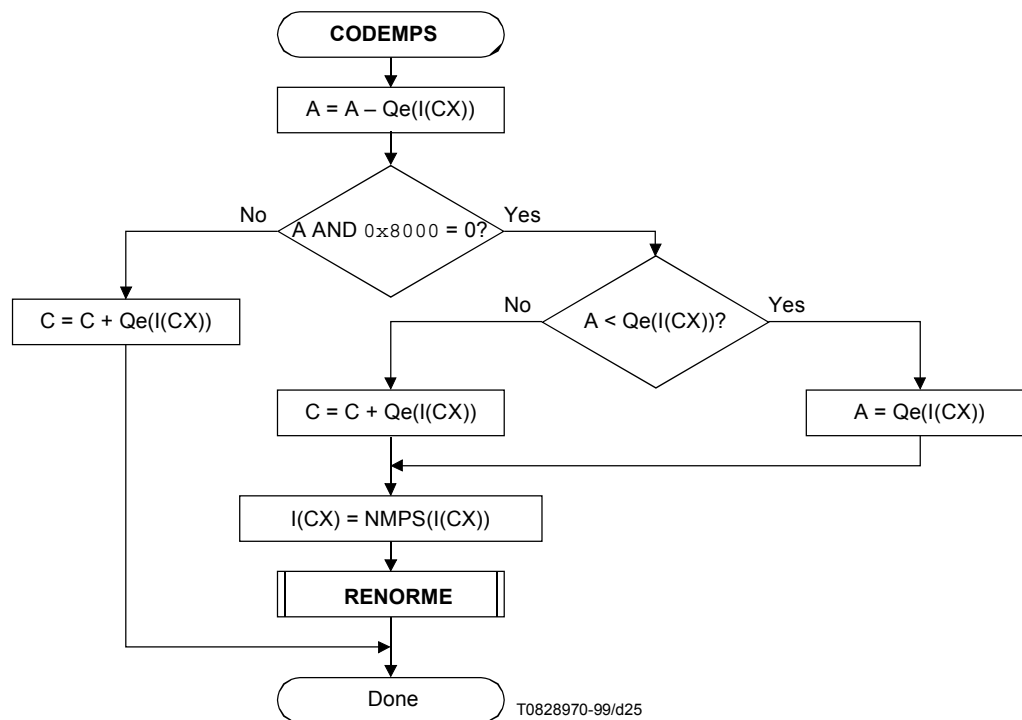 CODEMPS
A = A – Qe(I(CX))
No
A AND 0x8000 = 0?
Yes
C = C + Qe(I(CX))
No
A < Qe(I(CX))?
Yes
C = C + Qe(I(CX))
A = Qe(I(CX))
I(CX) = NMPS(I(CX))
RENORME
Done
T0828970-99/d25